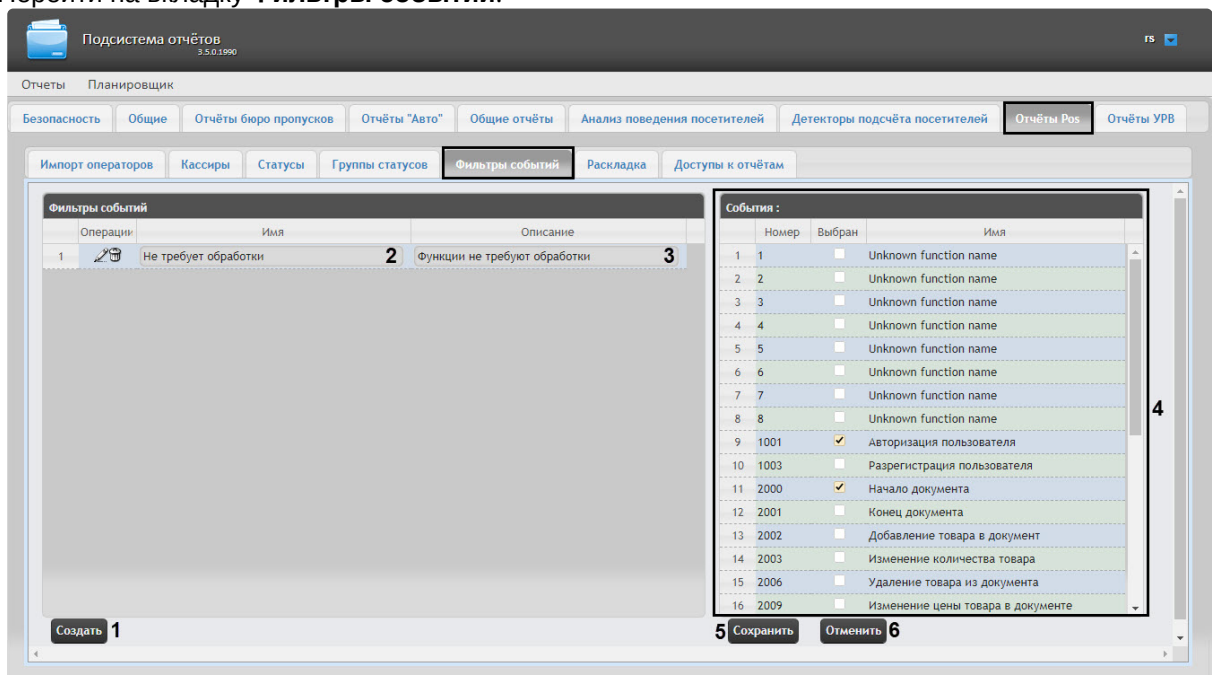 Перейти на вкладку Фильтры событий.
Подсистема отчётов
3.5.0.1990
rs
Отчеты Планировщик
Безопасность Общие Отчёты бюро пропусков Отчёты "Авто" Общие отчёты Анализ поведения посетителей Детекторы подсчёта посетителей Отчёты Pos Отчёты УРВ
Импорт операторов Кассиры Статусы Группы статусов Фильтры событий Раскладка Доступы к отчётам
Фильтры событий События :
Операции Имя Описание Номер Выбран Имя
1 Не требует обработки 2 Функции не требуют обработки 3 1 1 Unknown function name
2 2 Unknown function name
3 3 Unknown function name
4 4 Unknown function name
5 5 Unknown function name
6 6 Unknown function name
7 7 Unknown function name
4
8 8 Unknown function name
9 1001 Авторизация пользователя
10 1003 Разрегистрация пользователя
11 2000 Начало документа
12 2001 Конец документа
13 2002 Добавление товара в документ
14 2003 Изменение количества товара
15 2006 Удаление товара из документа
16 2009 Изменение цены товара в документе
Создать 1 5 Сохранить Отменить 6